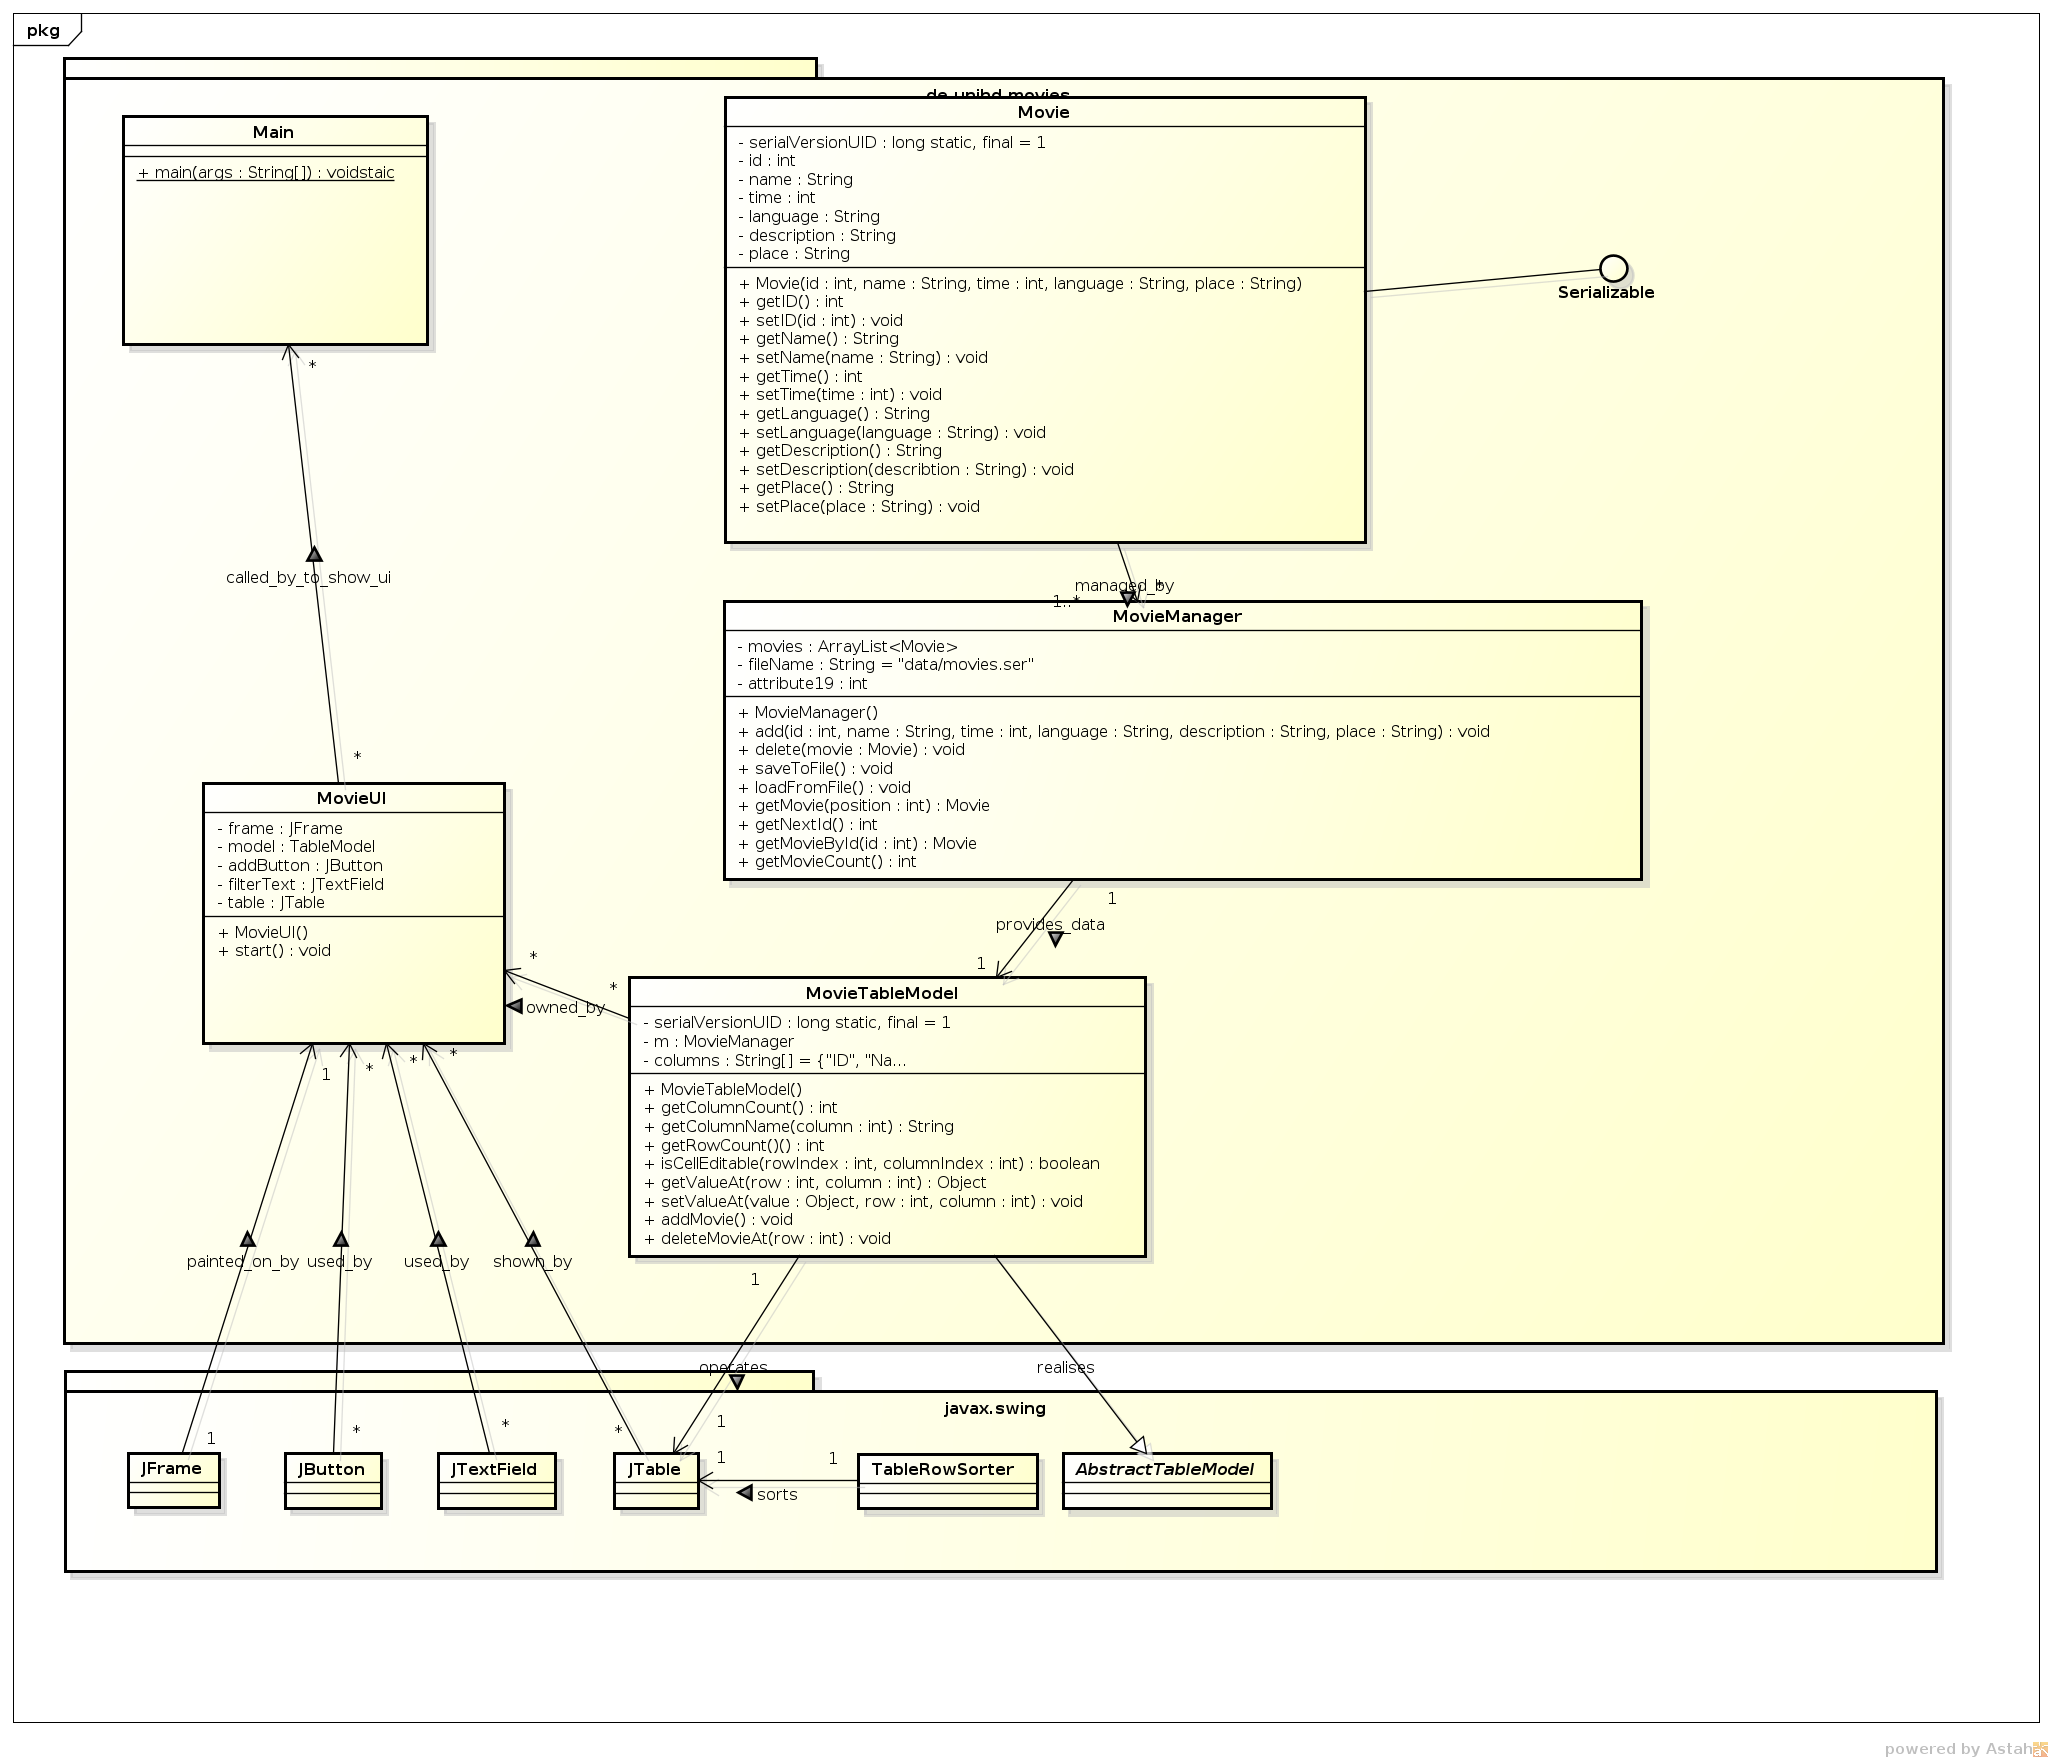 pkg
de.unihd.movies
Main
+ main(args : String[]) : voidstaic
Movie
- serialVersionUID : long static, final = 1
- id : int
- name : String
- time : int
- language : String
- description : String
- place : String
+ Movie(id : int, name : String, time : int, language : String, place : String)
+ getID() : int
+ setID(id : int) : void
+ getName() : String
+ setName(name : String) : void
+ getTime() : int
+ setTime(time : int) : void
+ getLanguage() : String
+ setLanguage(language : String) : void
+ getDescription() : String
+ setDescription(describtion : String) : void
+ getPlace() : String
+ setPlace(place : String) : void
Serializable
*
called_by_to_show_ui
*
managed_by
*
1..*
MovieManager
- movies : ArrayList<Movie>
- fileName : String = "data/movies.ser"
- attribute19 : int
+ MovieManager()
+ add(id : int, name : String, time : int, language : String, description : String, place : String) : void
+ delete(movie : Movie) : void
+ saveToFile() : void
+ loadFromFile() : void
+ getMovie(position : int) : Movie
+ getNextId() : int
+ getMovieById(id : int) : Movie
+ getMovieCount() : int
MovieUI
- frame : JFrame
- model : TableModel
- addButton : JButton
- filterText : JTextField
- table : JTable
+ MovieUI()
+ start() : void
1
provides_data
1
*
*
owned_by
MovieTableModel
- serialVersionUID : long static, final = 1
- m : MovieManager
- columns : String[] = {"ID", "Na...
+ MovieTableModel()
+ getColumnCount() : int
+ getColumnName(column : int) : String
+ getRowCount()() : int
+ isCellEditable(rowIndex : int, columnIndex : int) : boolean
+ getValueAt(row : int, column : int) : Object
+ setValueAt(value : Object, row : int, column : int) : void
+ addMovie() : void
+ deleteMovieAt(row : int) : void
1
*
*
*
painted_on_by
used_by
used_by
shown_by
1
operates
realises
javax.swing
1
*
*
*
1
1
1
JFrame
JButton
JTextField
JTable
TableRowSorter
AbstractTableModel
sorts
powered by Astah